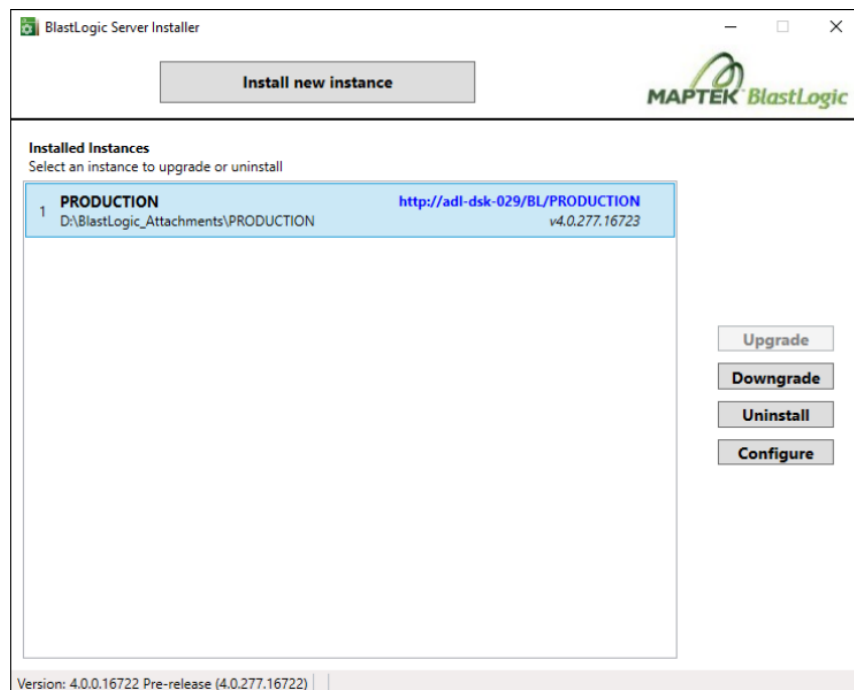 BlastLogic Server Installer
Install new instance
MAPTEK BlastLogic
Installed Instances
Select an instance to upgrade or uninstall
1 PRODUCTION http://adl-dsk-029/BL/PRODUCTION
D:\BlastLogic_Attachments\PRODUCTION v4.0.277.16723
Upgrade
Downgrade
Uninstall
Configure
Version: 4.0.0.16722 Pre-release (4.0.277.16722)